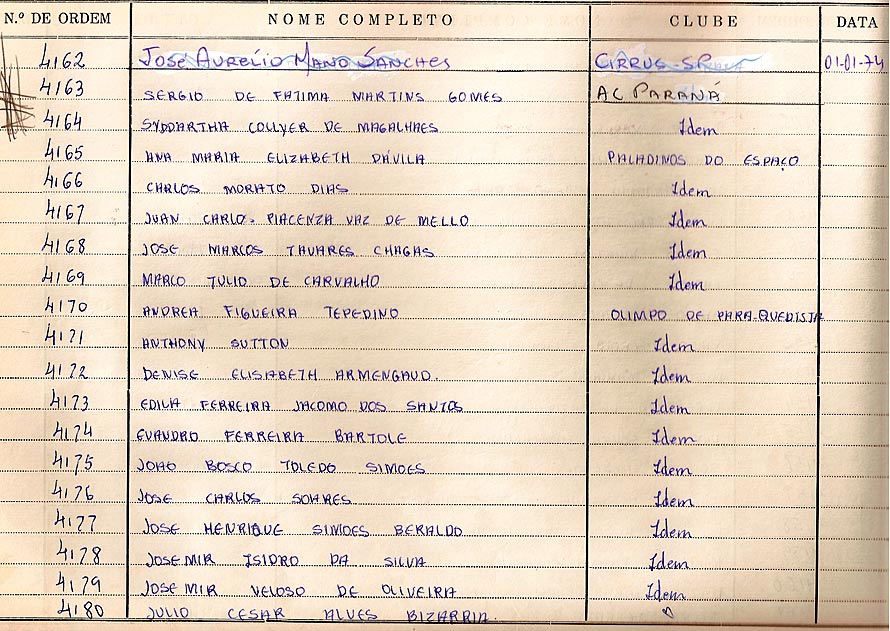 N.º DE ORDEM NOME COMPLETO CLUBE DATA
4162 JOSÉ AURELIO MANO SANCHES CIRRUS-SP 01-01-74
4163 SERGIO DE FATIMA MARTINS GOMES AC PARANÁ
4164 SYDDARTHA COLLYER DE MAGALHAES Idem
4165 ANA MARIA ELIZABETH DÁVILA PALADINOS DO ESPAÇO
4166 CARLOS MORATO DIAS Idem
4167 JUAN CARLOS PIACENZA VAZ DE MELLO Idem
4168 JOSE MARCOS TAVARES CHAGAS Idem
4169 MARCO TULIO DE CARVALHO Idem
4170 ANDREA FIGUEIRA TEPEDINO OLIMPO DE PARA-QUEDISTA
4171 ANTHONY SUTTON Idem
4172 DENISE ELISIABETH ARMENGAUD. Idem
4173 EDILA FERREIRA JACOMO DOS SANTOS Idem
4174 EVANDRO FERREIRA BARTOLE Idem
4175 JOAO BOSCO TOLEDO SIMOES Idem
4176 JOSE CARLOS SOARES Idem
4177 JOSE HENRIQUE SIMOES BERALDO Idem
4178 JOSEMIR ISIDRO DA SILVA Idem
4179 JOSEMIR VELOSO DE OLIVEIRA Idem
4180 JULIO CESAR ALVES BIZARRIA.